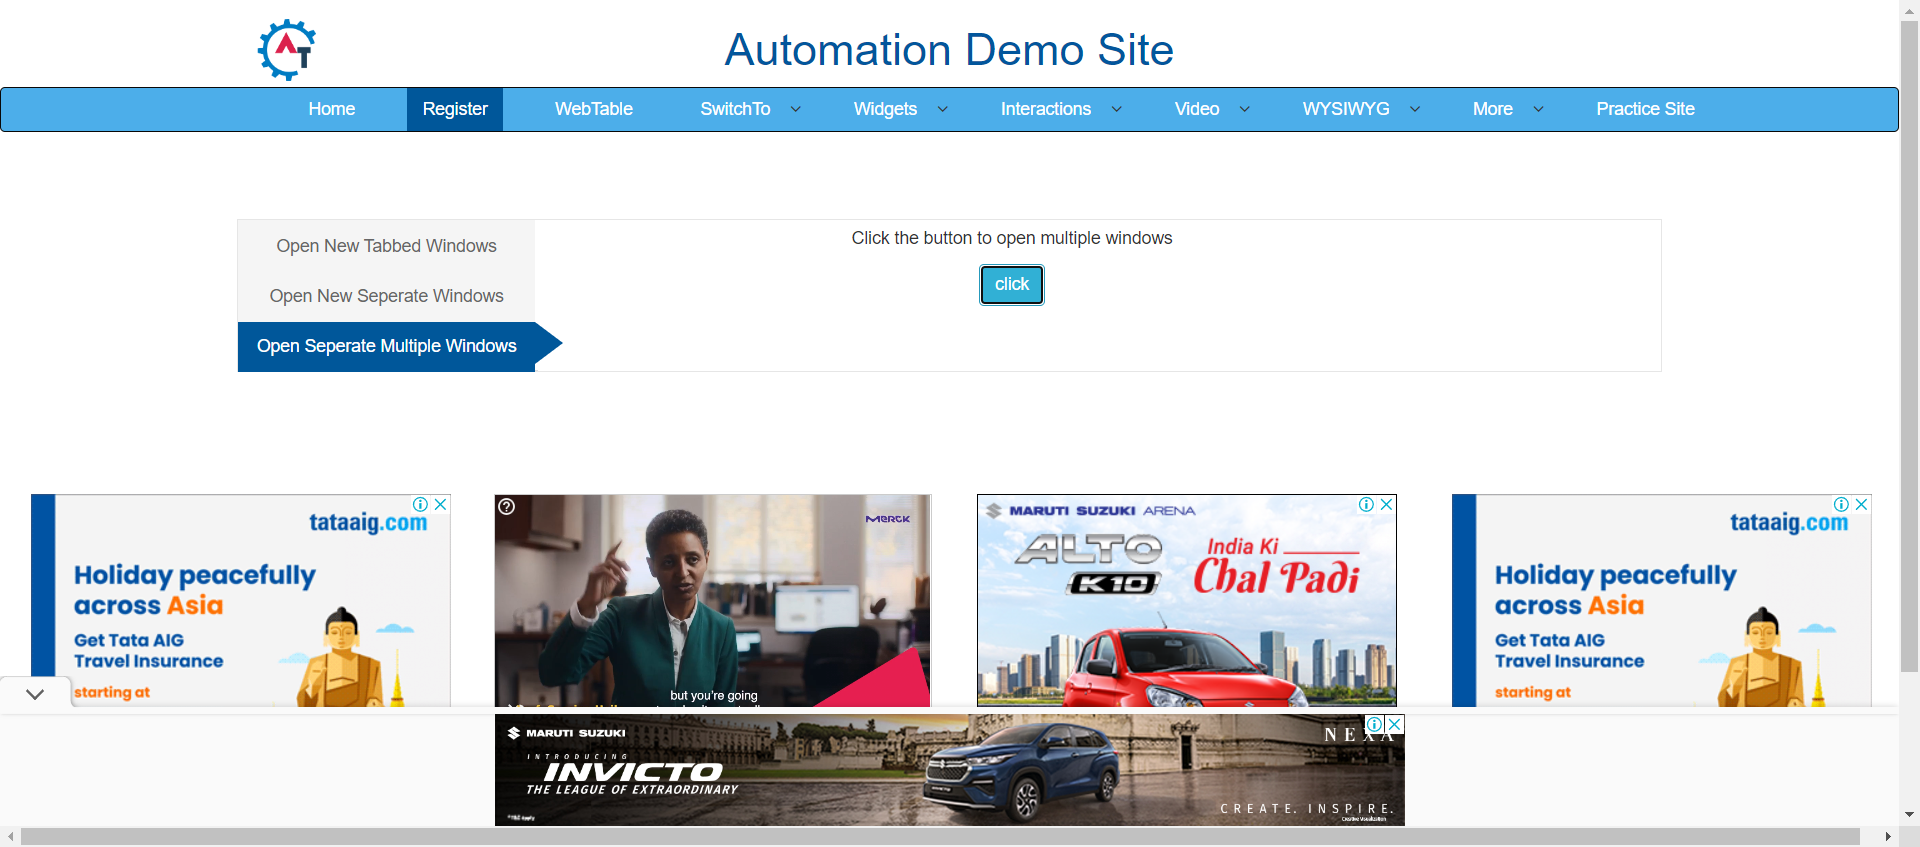 AT
Automation Demo Site
Home Register WebTable SwitchTo Widgets Interactions Video WYSIWYG More Practice Site
Open New Tabbed Windows
Open New Seperate Windows
Open Seperate Multiple Windows
Click the button to open multiple windows
click
tataaig.com
Holiday peacefully
across Asia
Get Tata AIG
Travel Insurance
starting at
MERCK
but you're going
MARUTI SUZUKI ARENA
ALTO
K10
India Ki
Chal Padi
tataaig.com
Holiday peacefully
across Asia
Get Tata AIG
Travel Insurance
starting at
MARUTI SUZUKI
INTRODUCING
INVICTO
THE LEAGUE OF EXTRAORDINARY
NEXA
CREATE. INSPIRE.
Creative visualization.